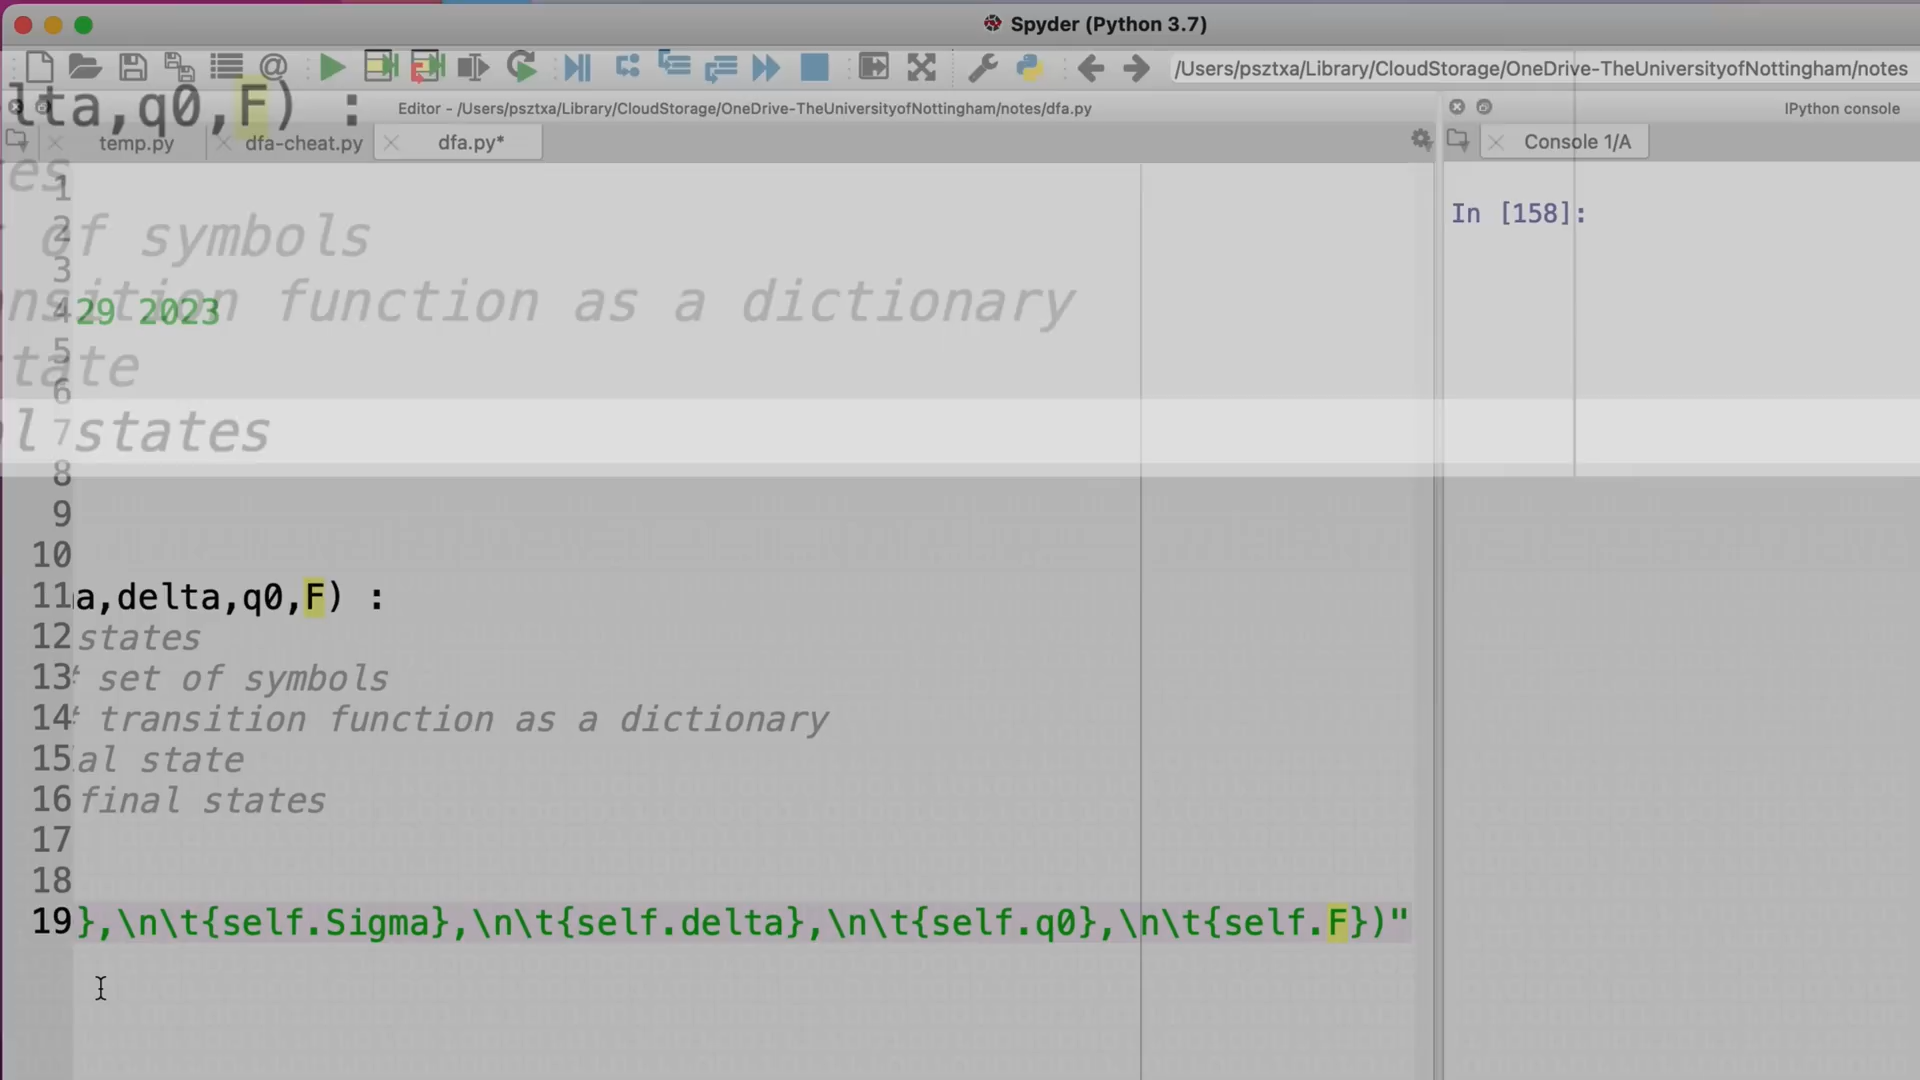 Spyder (Python 3.7)
/Users/psztxa/Library/CloudStorage/OneDrive-TheUniversityofNottingham/notes
lta,q0,F) :
Editor - /Users/psztxa/Library/CloudStorage/OneDrive-TheUniversityofNottingham/notes/dfa.py
IPython console
temp.py
dfa-cheat.py
dfa.py*
Console 1/A
es
1
In [158]:
2
of symbols
3
nsition function as a dictionary
4 29 2023
5
tate
6
l states
7
8
9
10
11 a,delta,q0,F) :
12 states
13 set of symbols
14 transition function as a dictionary
15 al state
16 final states
17
18
19 },\n\t{self.Sigma},\n\t{self.delta},\n\t{self.q0},\n\t{self.F})"